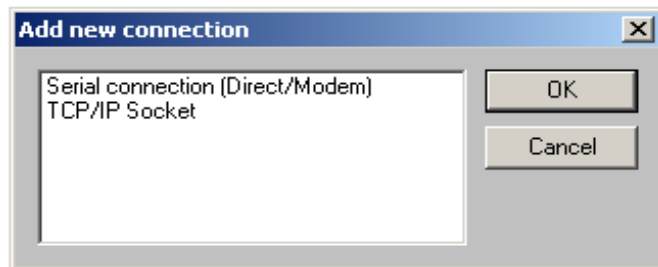 Add new connection
Serial connection (Direct/Modem)
TCP/IP Socket
OK
Cancel